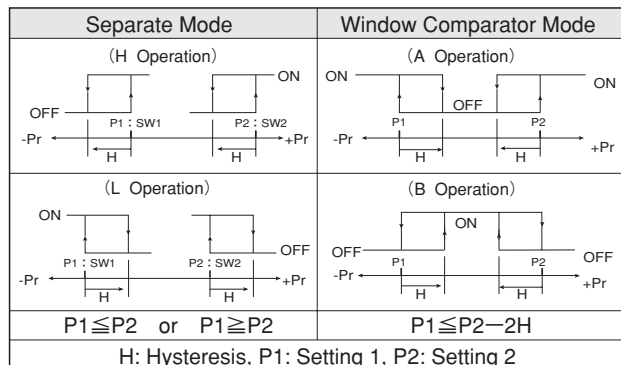 Separate Mode
Window Comparator Mode
(H Operation)
ON
OFF
P1 : SW1
P2 : SW2
-Pr
+Pr
H
H
(A Operation)
ON
ON
OFF
P1
P2
-Pr
+Pr
H
H
(L Operation)
ON
OFF
P1 : SW1
P2 : SW2
-Pr
+Pr
H
H
(B Operation)
ON
OFF
OFF
P1
P2
-Pr
+Pr
H
H
P1≦P2 or P1≧P2
P1≦P2—2H
H: Hysteresis, P1: Setting 1, P2: Setting 2